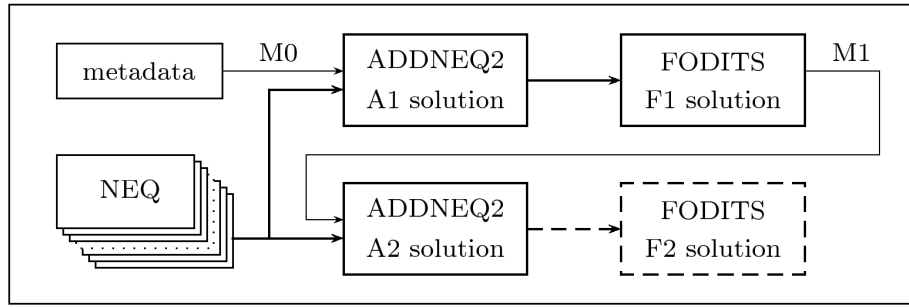 metadata
M0
ADDNEQ2
A1 solution
FODITS
F1 solution
M1
NEQ
ADDNEQ2
A2 solution
FODITS
F2 solution